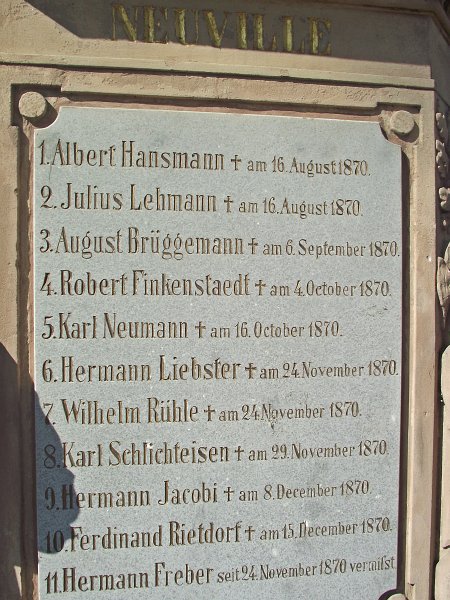 NEUVILLE
1. Albert Hansmann † am 16. August 1870.
2. Julius Lehmann † am 16. August 1870.
3. August Brüggemann † am 6. September 1870.
4. Robert Finkenstaedt † am 4. October 1870.
5. Karl Neumann † am 16. October 1870.
6. Hermann Liebster † am 24. November 1870.
7. Wilhelm Rühle † am 24. November 1870.
8. Karl Schlichteisen † am 29. November 1870.
9. Hermann Jacobi † am 8. December 1870.
10. Ferdinand Rietdorf † am 15. December 1870.
11. Hermann Freber seit 24. November 1870 vermisst.